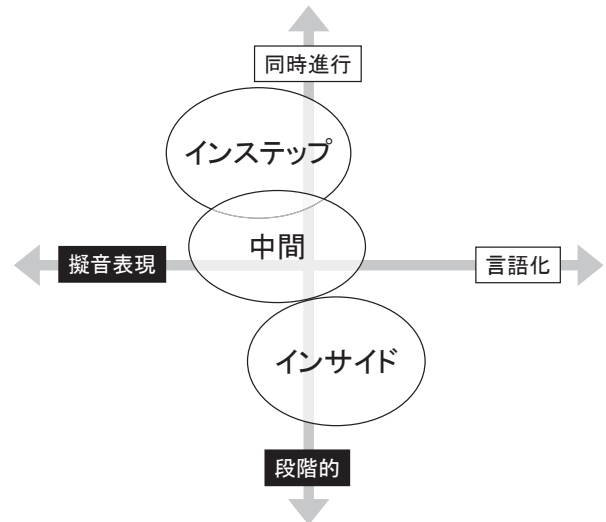 同時進行
インステップ
中間
擬音表現
言語化
インサイド
段階的